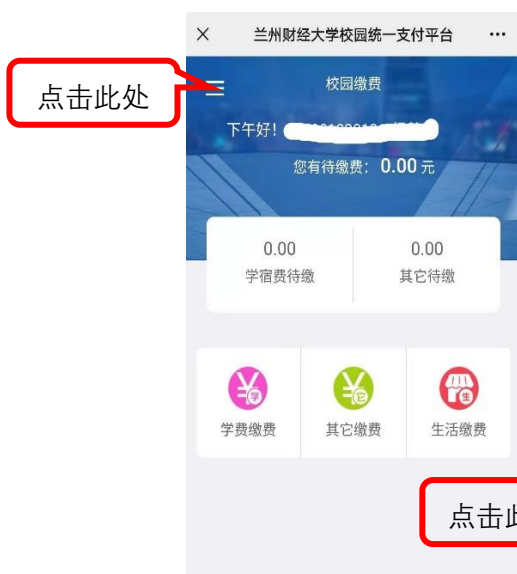 兰州财经大学校园统一支付平台
点击此处
校园缴费
下午好！
您有待缴费： 0.00 元
0.00 0.00
学宿费待缴 其它待缴
学 它 生
学费缴费 其它缴费 生活缴费
点击